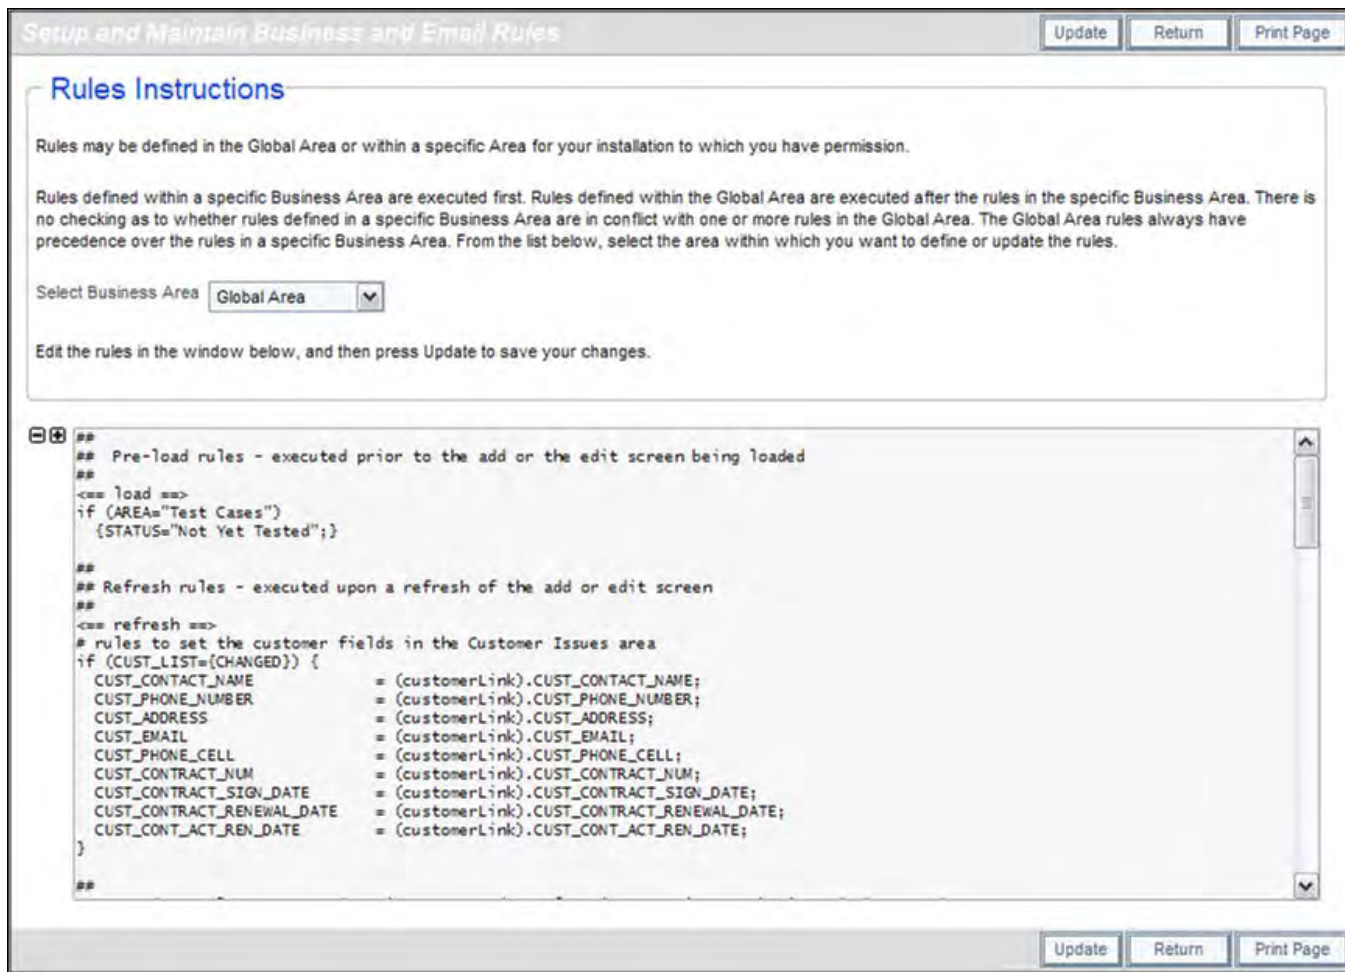 Setup and Maintain Business and Email Rules
Update Return Print Page
Rules Instructions
Rules may be defined in the Global Area or within a specific Area for your installation to which you have permission.
Rules defined within a specific Business Area are executed first. Rules defined within the Global Area are executed after the rules in the specific Business Area. There is
no checking as to whether rules defined in a specific Business Area are in conflict with one or more rules in the Global Area. The Global Area rules always have
precedence over the rules in a specific Business Area. From the list below, select the area within which you want to define or update the rules.
Select Business Area Global Area
Edit the rules in the window below, and then press Update to save your changes.
##
## Pre-load rules - executed prior to the add or the edit screen being loaded
##
<== load ==>
if (AREA="Test Cases")
{STATUS="Not Yet Tested";}
##
## Refresh rules - executed upon a refresh of the add or edit screen
##
<== refresh ==>
# rules to set the customer fields in the Customer Issues area
if (CUST_LIST={CHANGED}) {
CUST_CONTACT_NAME = (customerLink).CUST_CONTACT_NAME;
CUST_PHONE_NUMBER = (customerLink).CUST_PHONE_NUMBER;
CUST_ADDRESS = (customerLink).CUST_ADDRESS;
CUST_EMAIL = (customerLink).CUST_EMAIL;
CUST_PHONE_CELL = (customerLink).CUST_PHONE_CELL;
CUST_CONTRACT_NUM = (customerLink).CUST_CONTRACT_NUM;
CUST_CONTRACT_SIGN_DATE = (customerLink).CUST_CONTRACT_SIGN_DATE;
CUST_CONTRACT_RENEWAL_DATE = (customerLink).CUST_CONTRACT_RENEWAL_DATE;
CUST_CONT_ACT_REN_DATE = (customerLink).CUST_CONT_ACT_REN_DATE;
}
##
Update Return Print Page